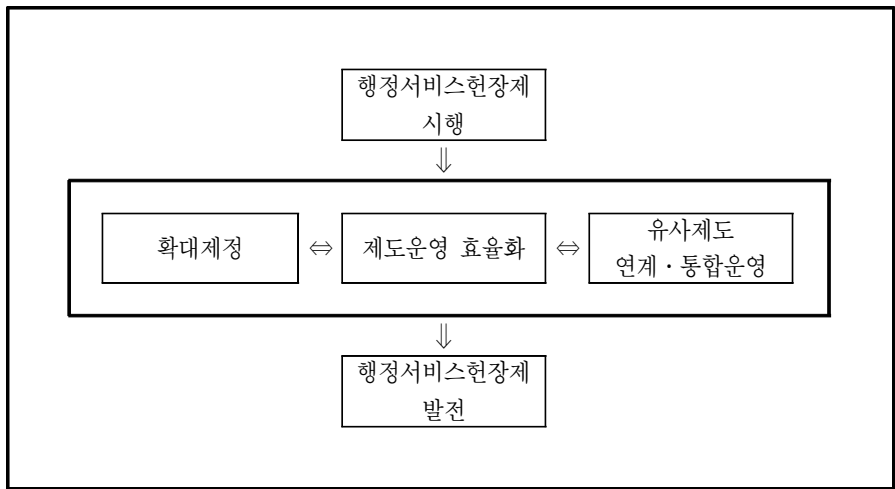 행정서비스헌장제
시행
⇓
확대제정 ⇔ 제도운영 효율화 ⇔ 유사제도
연계・통합운영
⇓
행정서비스헌장제
발전